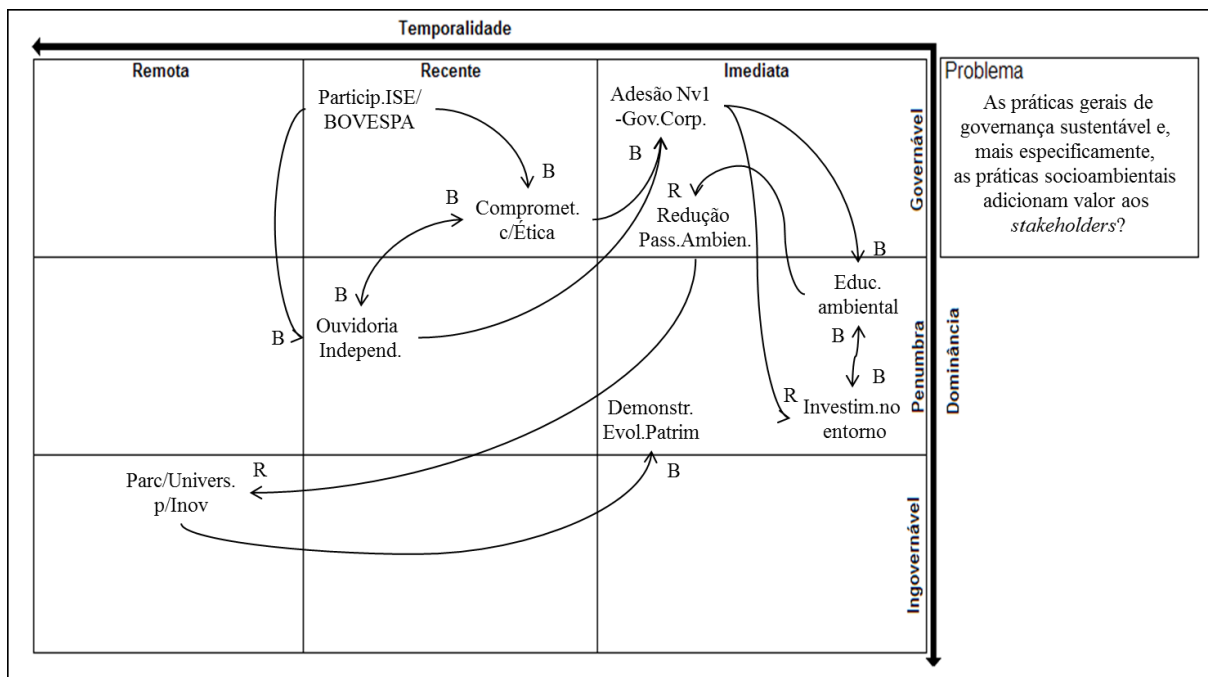 Temporalidade
Remota
Recente
Imediata
Problema
As práticas gerais de
governança sustentável e,
mais especificamente,
as práticas socioambientais
adicionam valor aos
stakeholders?
Particip.ISE/
BOVESPA
Adesão Nv1
-Gov.Corp.
Governável
B
B
B
R
Compromet.
c/Ética
Redução
Pass.Ambien.
B
B
Educ.
ambiental
Ouvidoria
Independ.
B
B
B
Penumbra
Dominância
R
Investim.no
entorno
Demonstr.
Evol.Patrim
R
B
Parc/Univers.
p/Inov
Ingovernável